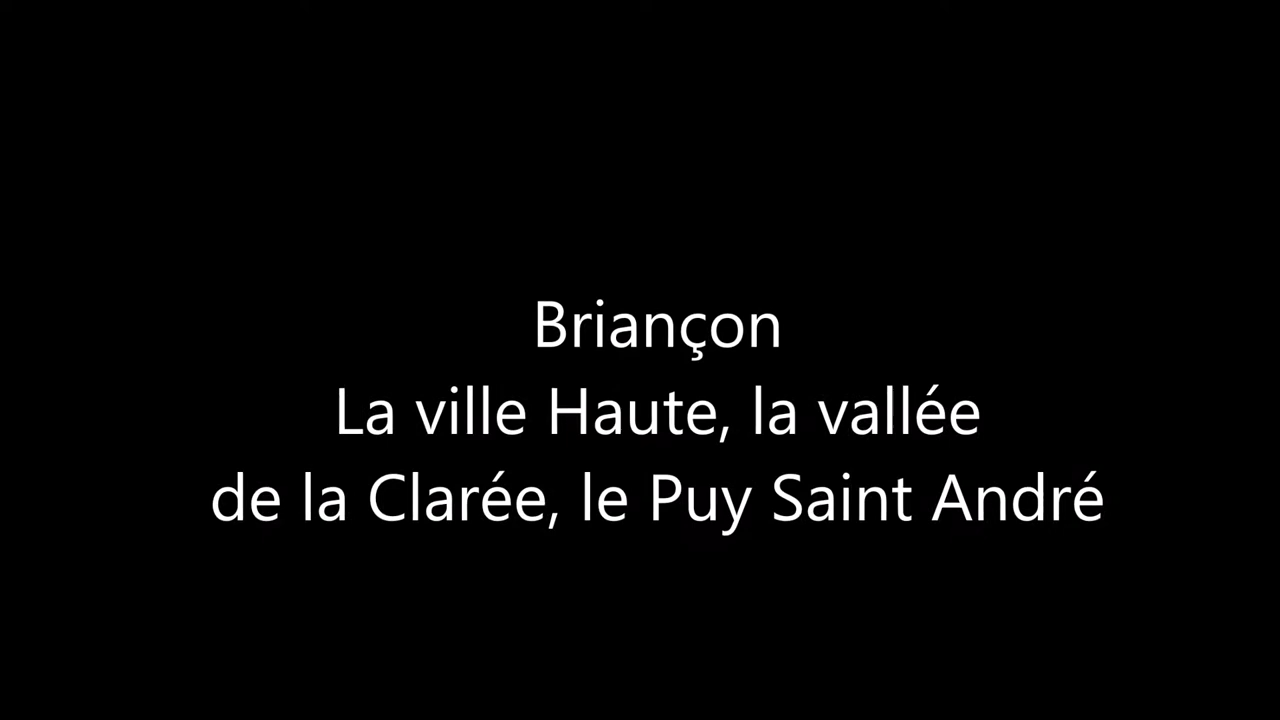 Briançon
La ville Haute, la vallée
de la Clarée, le Puy Saint André